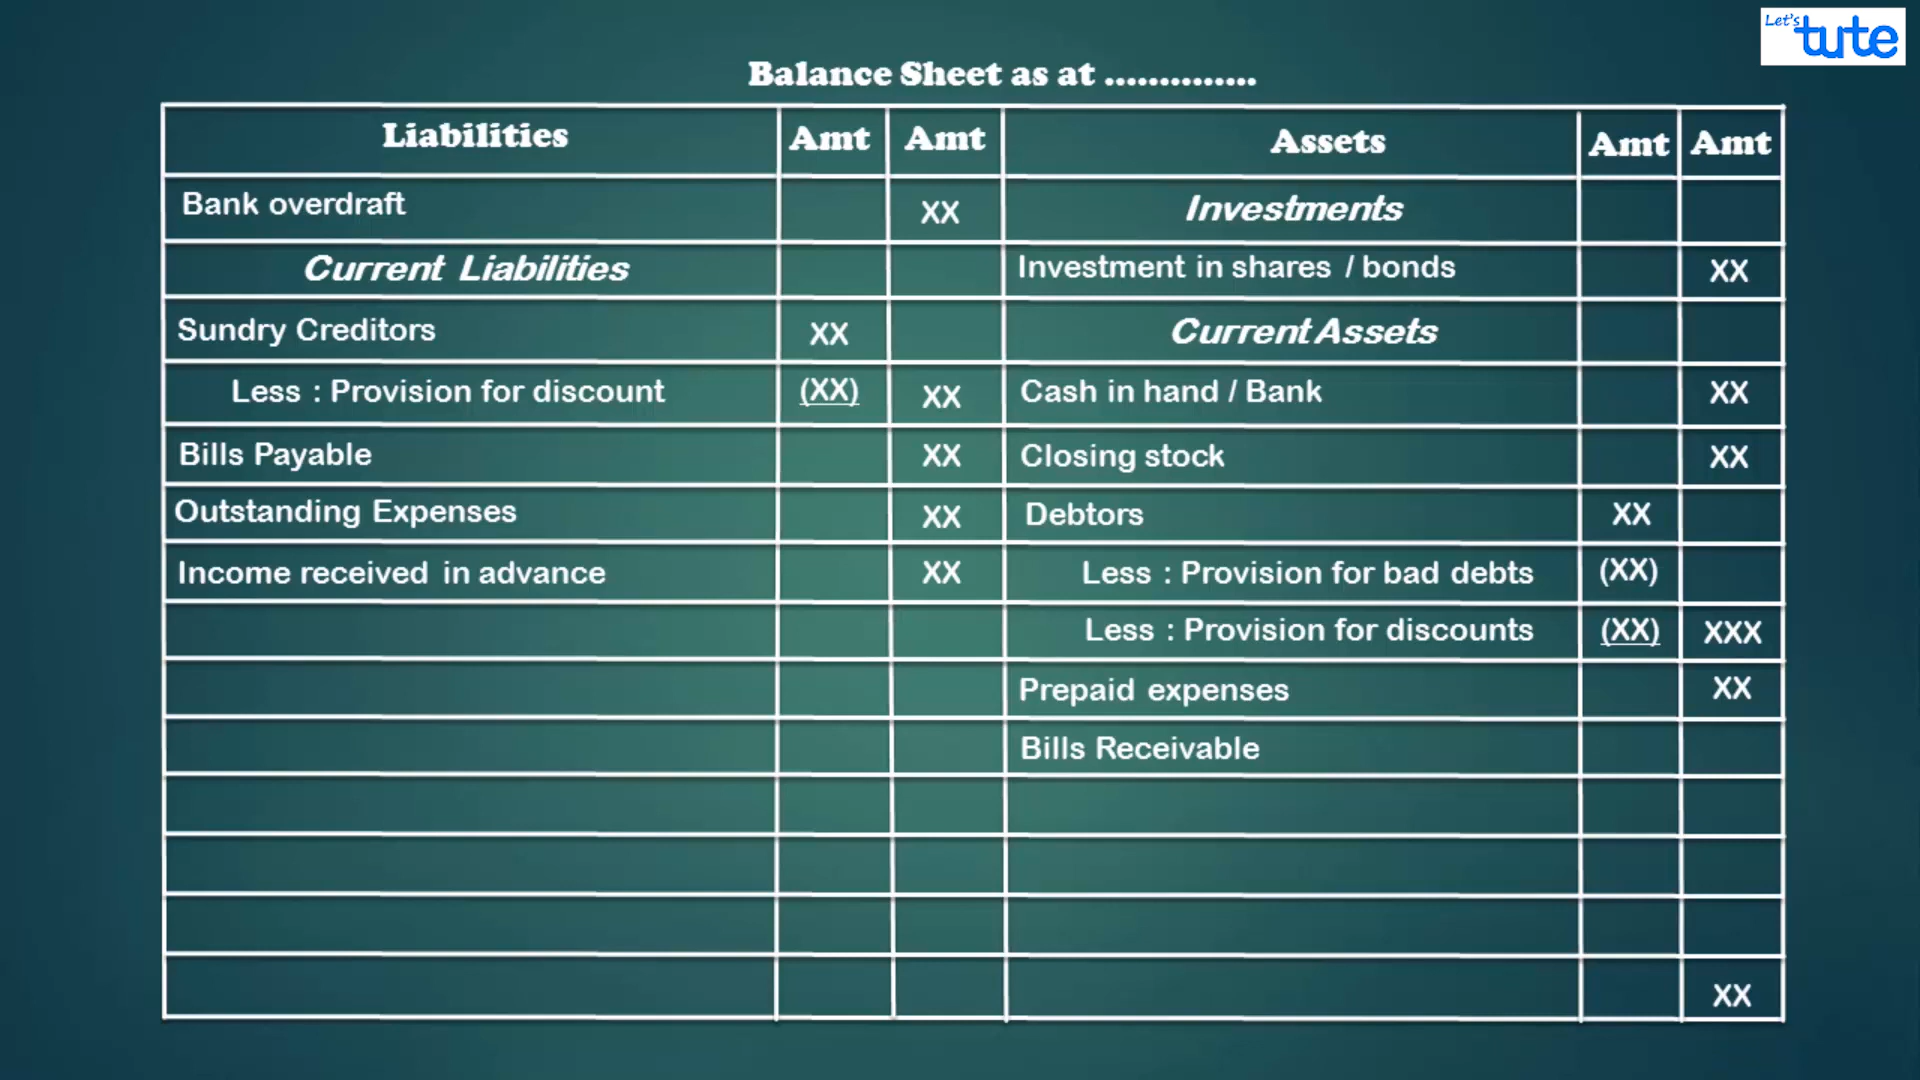 Let's tute
Balance Sheet as at ..............
Liabilities Amt Amt Assets Amt Amt
Bank overdraft XX Investments
Current Liabilities Investment in shares / bonds XX
Sundry Creditors XX Current Assets
Less : Provision for discount (XX) XX Cash in hand / Bank XX
Bills Payable XX Closing stock XX
Outstanding Expenses XX Debtors XX
Income received in advance XX Less : Provision for bad debts (XX)
Less : Provision for discounts (XX) XXX
Prepaid expenses XX
Bills Receivable
XX